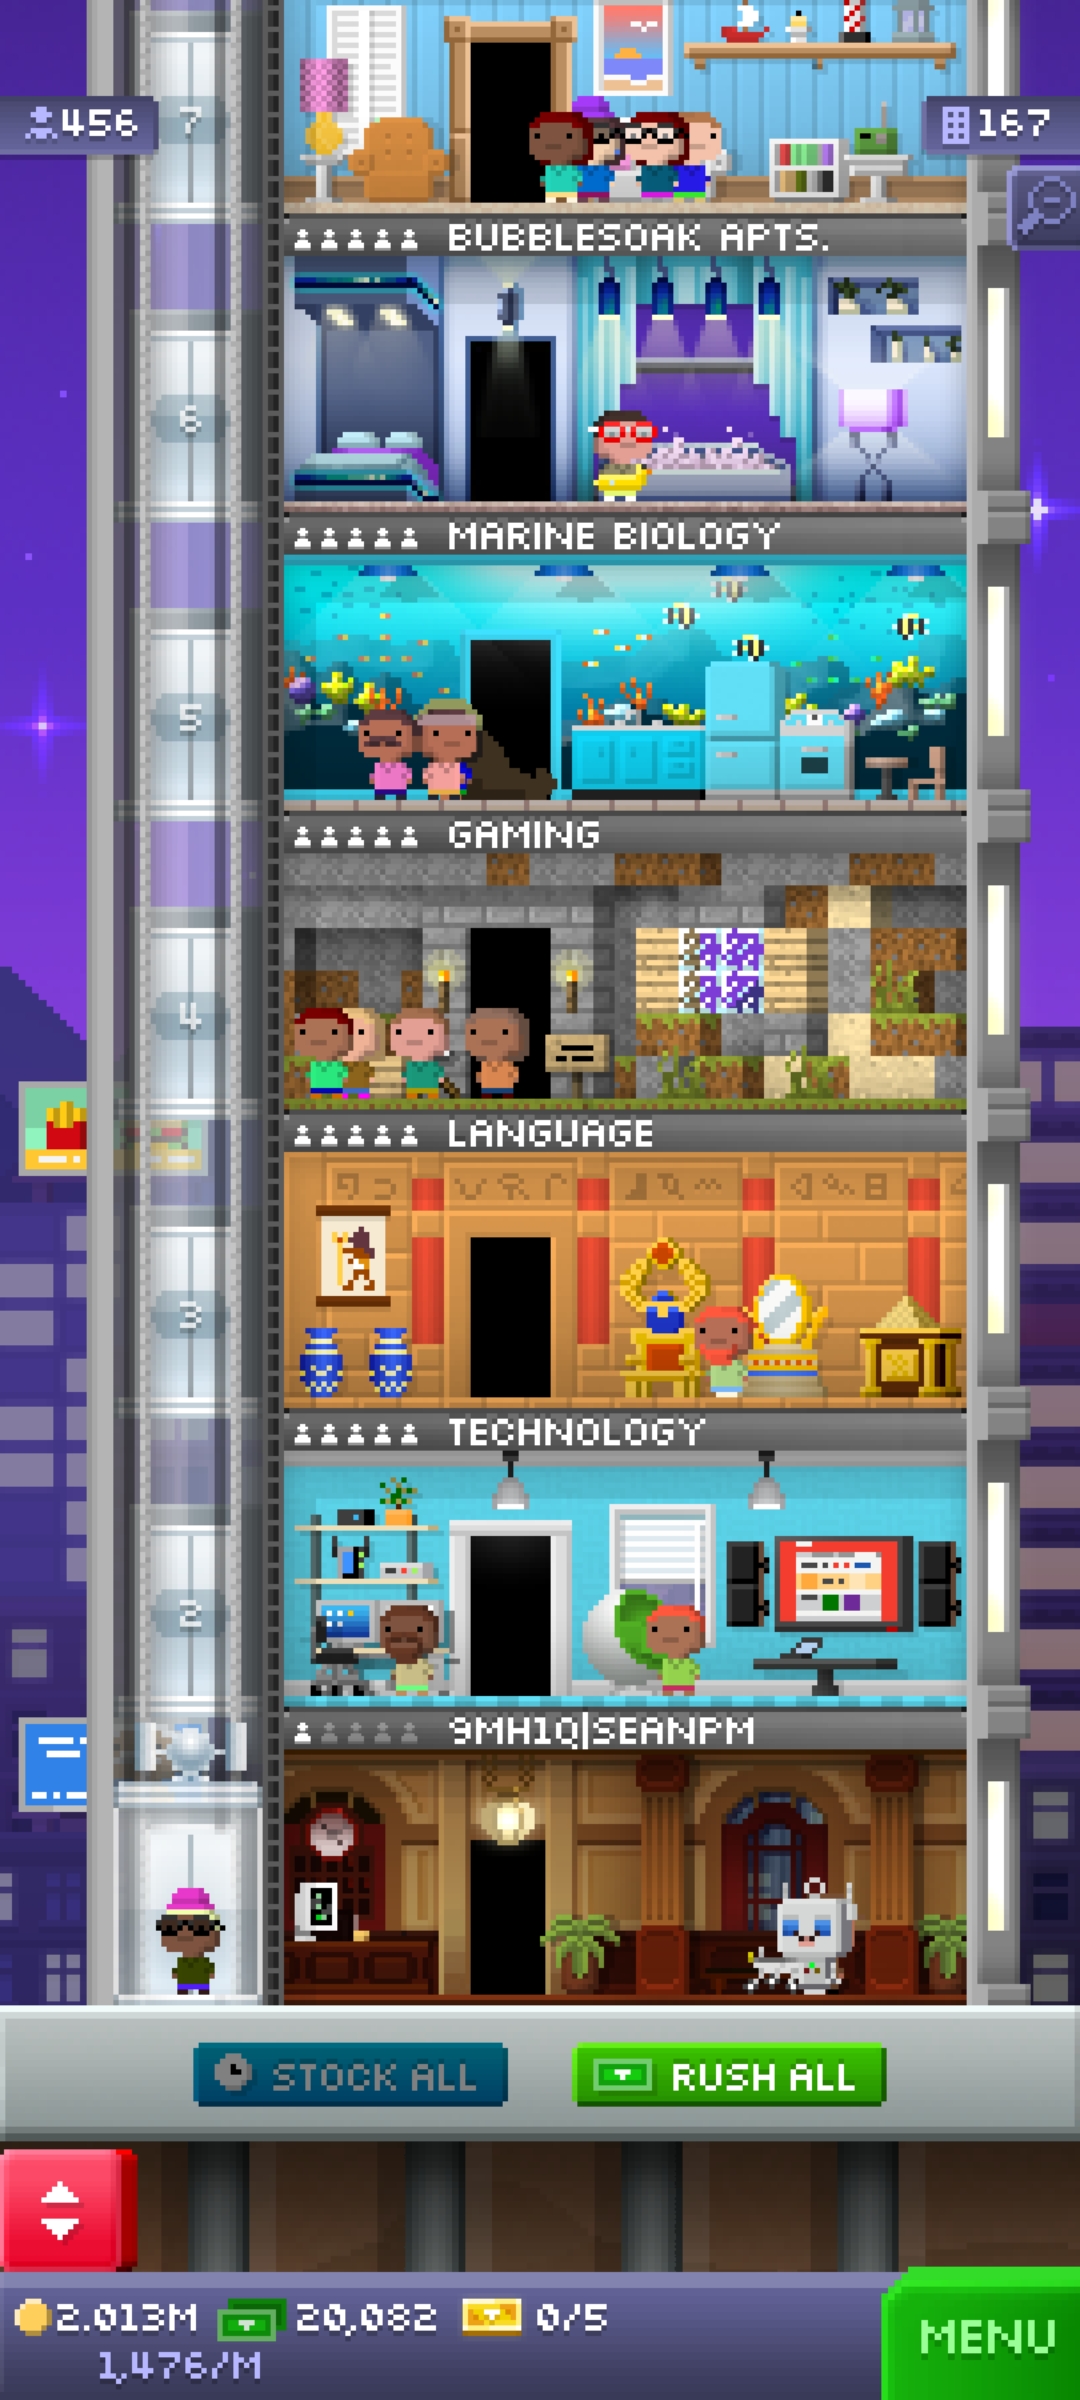 7
456
167
BUBBLESOAK APTS.
6
MARINE BIOLOGY
5
GAMING
4
LANGUAGE
3
TECHNOLOGY
2
9MH1Q|SEANPM
STOCK ALL
RUSH ALL
2.013M
20,082
0/5
MENU
1,476/M